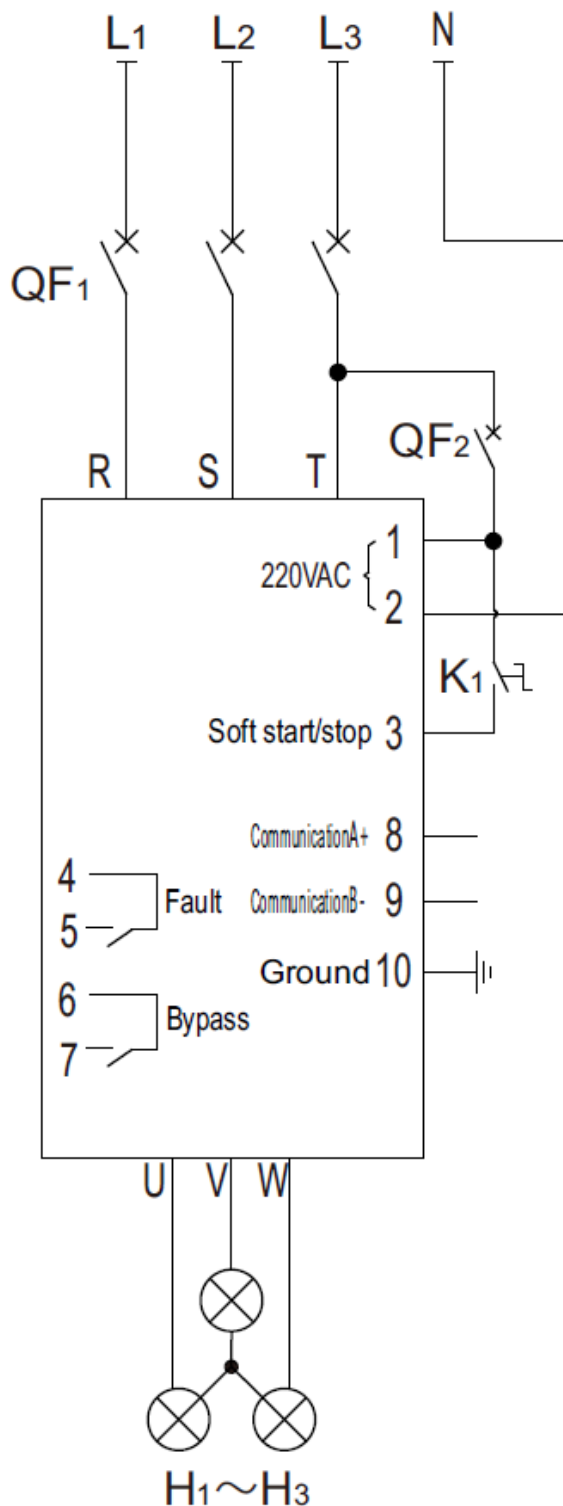 L1 L2 L3 N
QF1
QF2
R S T
1
220VAC
2
K1
Soft start/stop 3
CommunicationA+ 8
4
Fault
5
CommunicationB- 9
Ground 10
6
Bypass
7
U V W
H1～H3